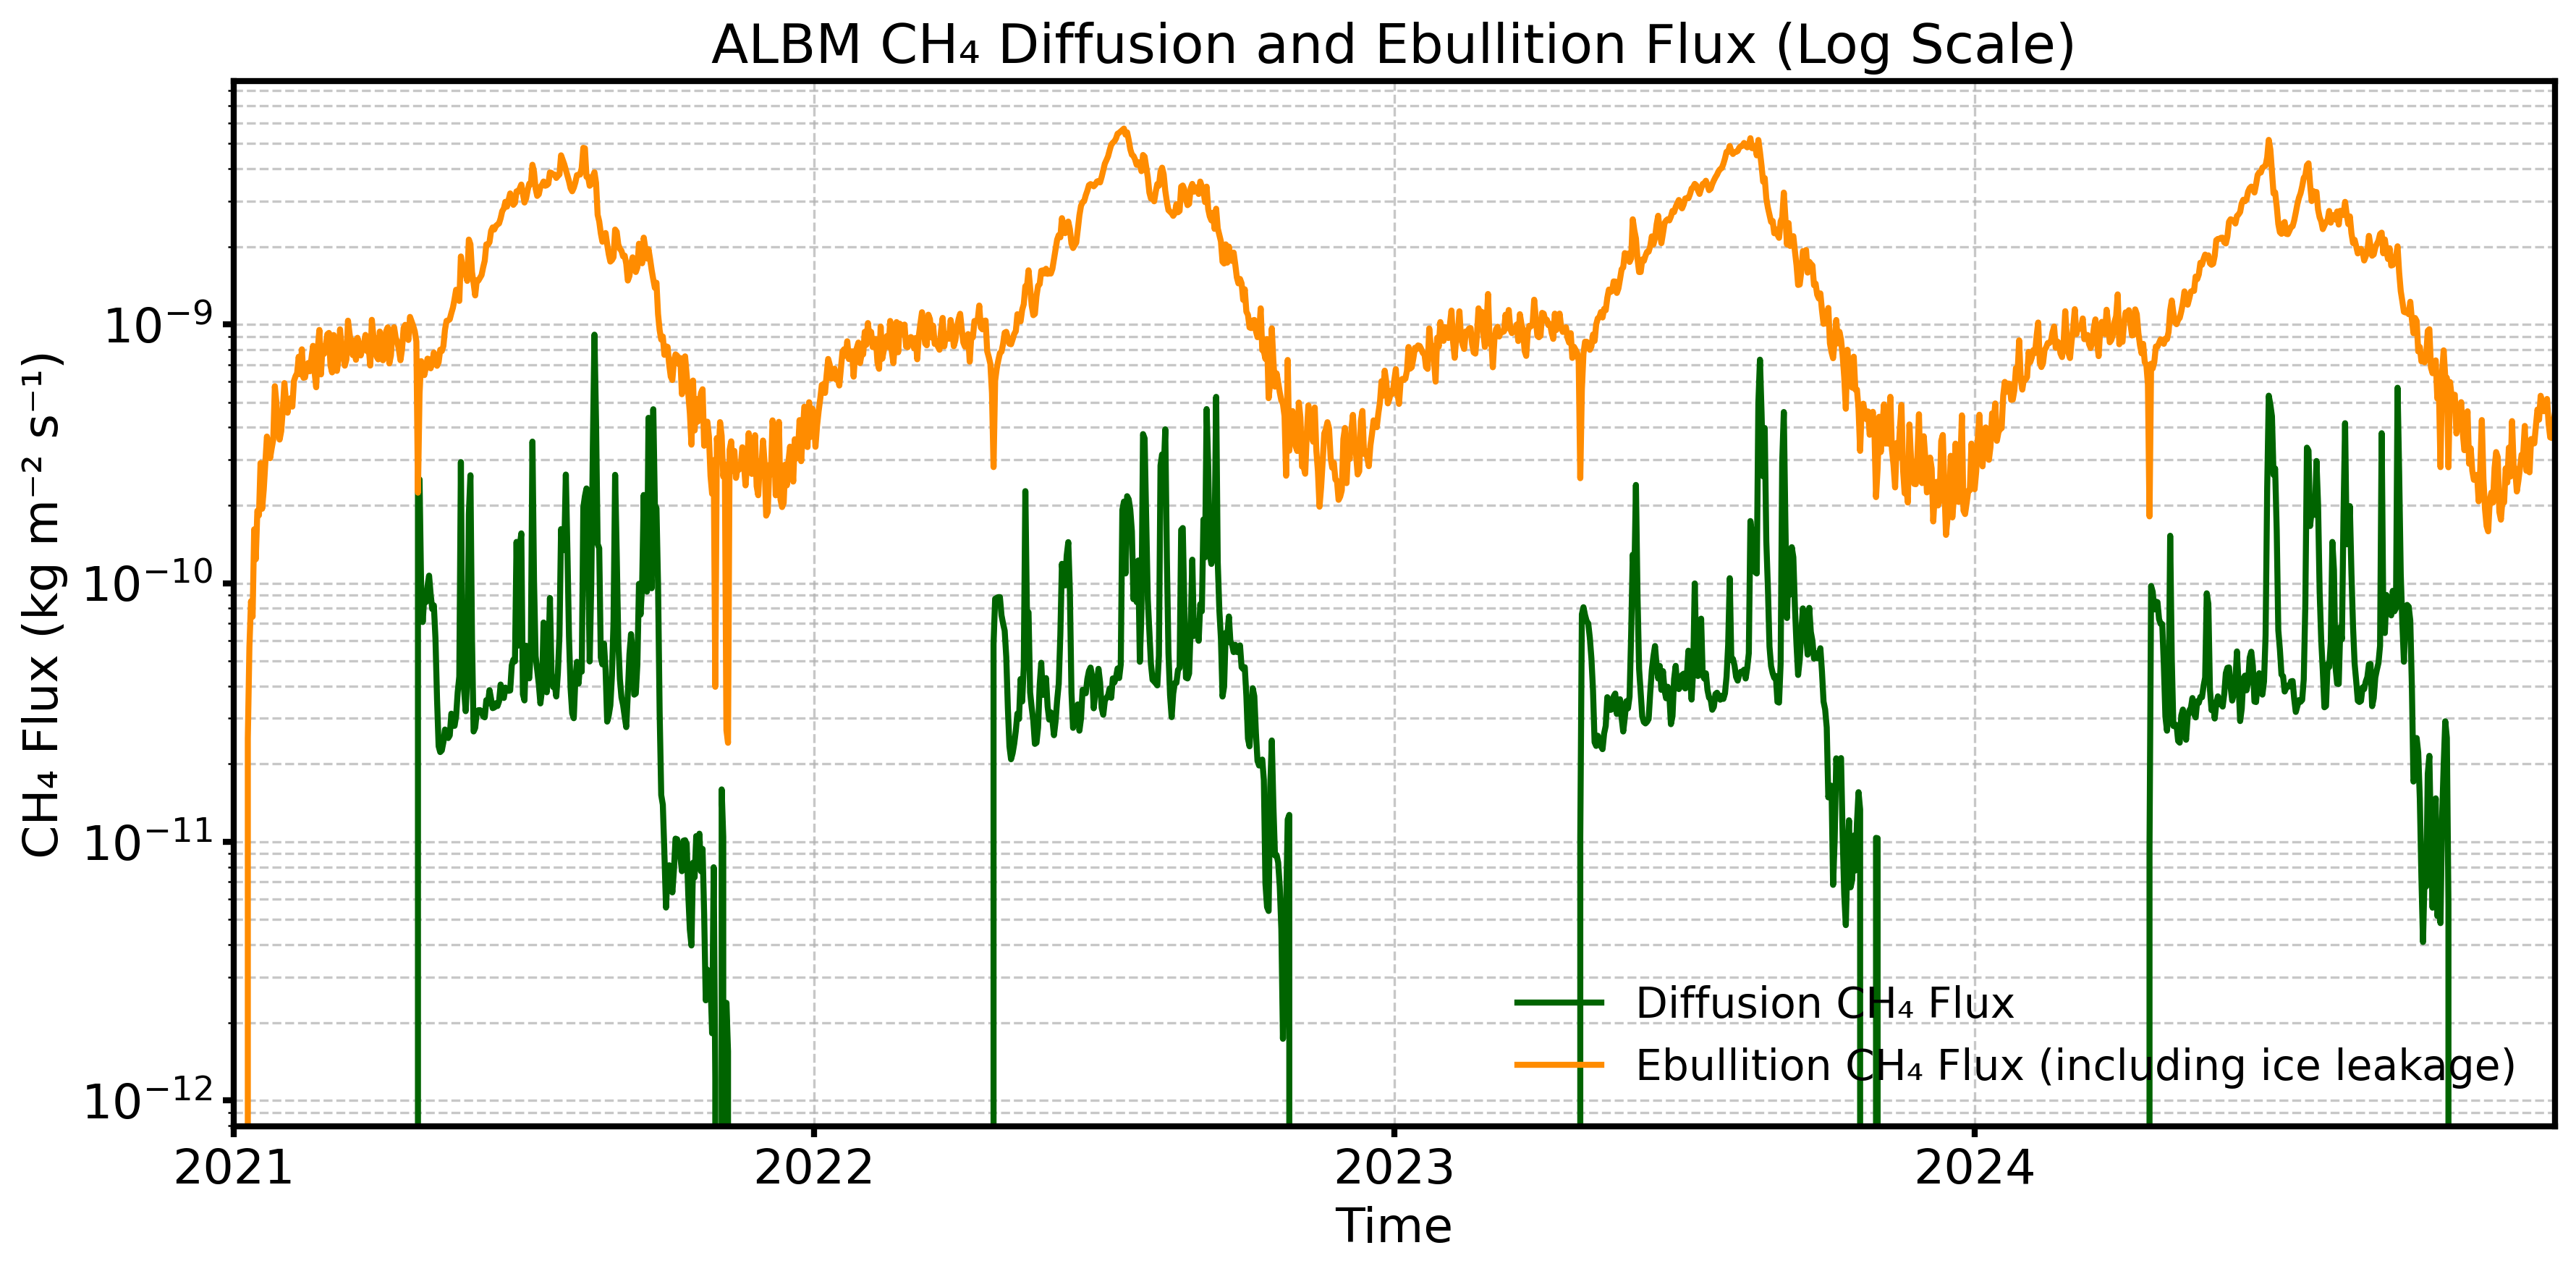 ALBM CH₄ Diffusion and Ebullition Flux (Log Scale)
CH₄ Flux (kg m⁻² s⁻¹)
10⁻⁹
10⁻¹⁰
10⁻¹¹
10⁻¹²
Diffusion CH₄ Flux
Ebullition CH₄ Flux (including ice leakage)
2021 2022 2023 2024
Time